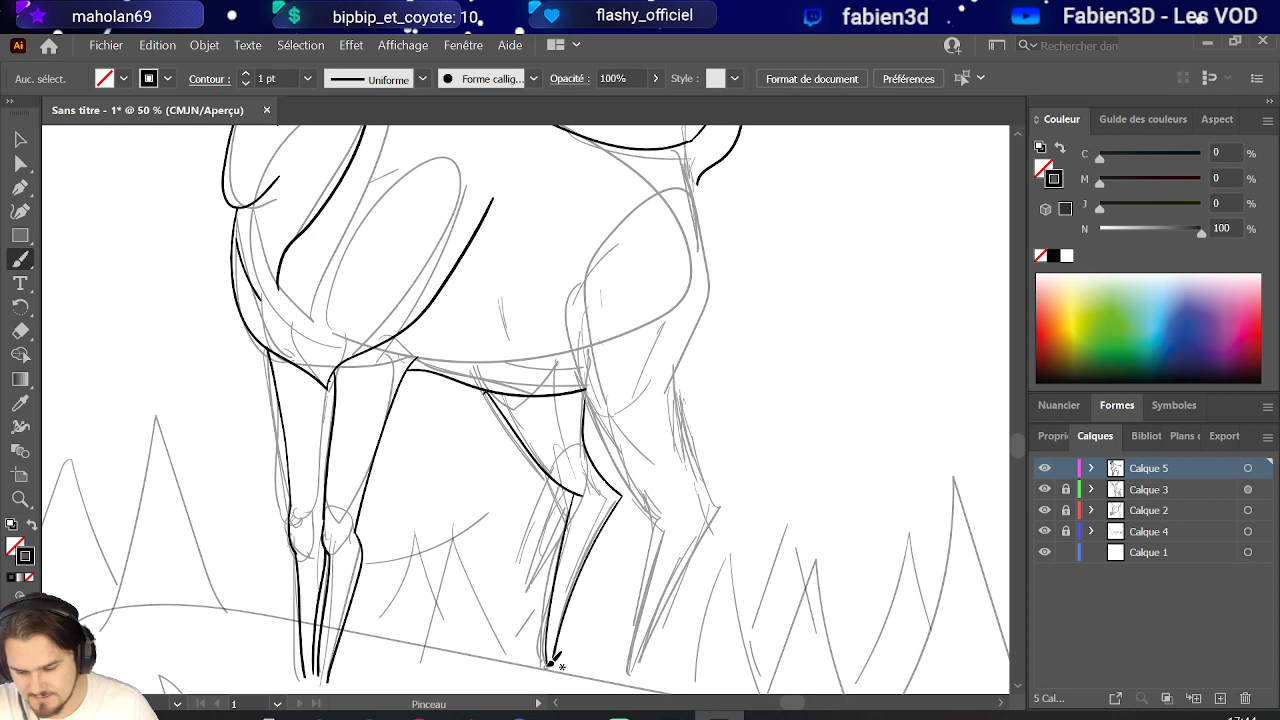 maholan69
bipbip_et_coyote: 10
flashy_officiel
fabien3d
Fabien3D - Les VOD
Ai
Fichier Edition Objet Texte Sélection Effet Affichage Fenêtre Aide
Rechercher dan
Auc. sélect.
Contour :
1 pt
Uniforme
Forme callig...
Opacité :
100%
Style :
Format de document
Préférences
Sans titre - 1* @ 50 % (CMJN/Aperçu)
Couleur Guide des couleurs Aspect
C 0 %
M 0 %
J 0 %
N 100 %
Nuancier Formes Symboles
Propri Calques Bibliot Plans c Export
Calque 5
Calque 3
Calque 2
Calque 4
Calque 1
5 Cal...
1
Pinceau